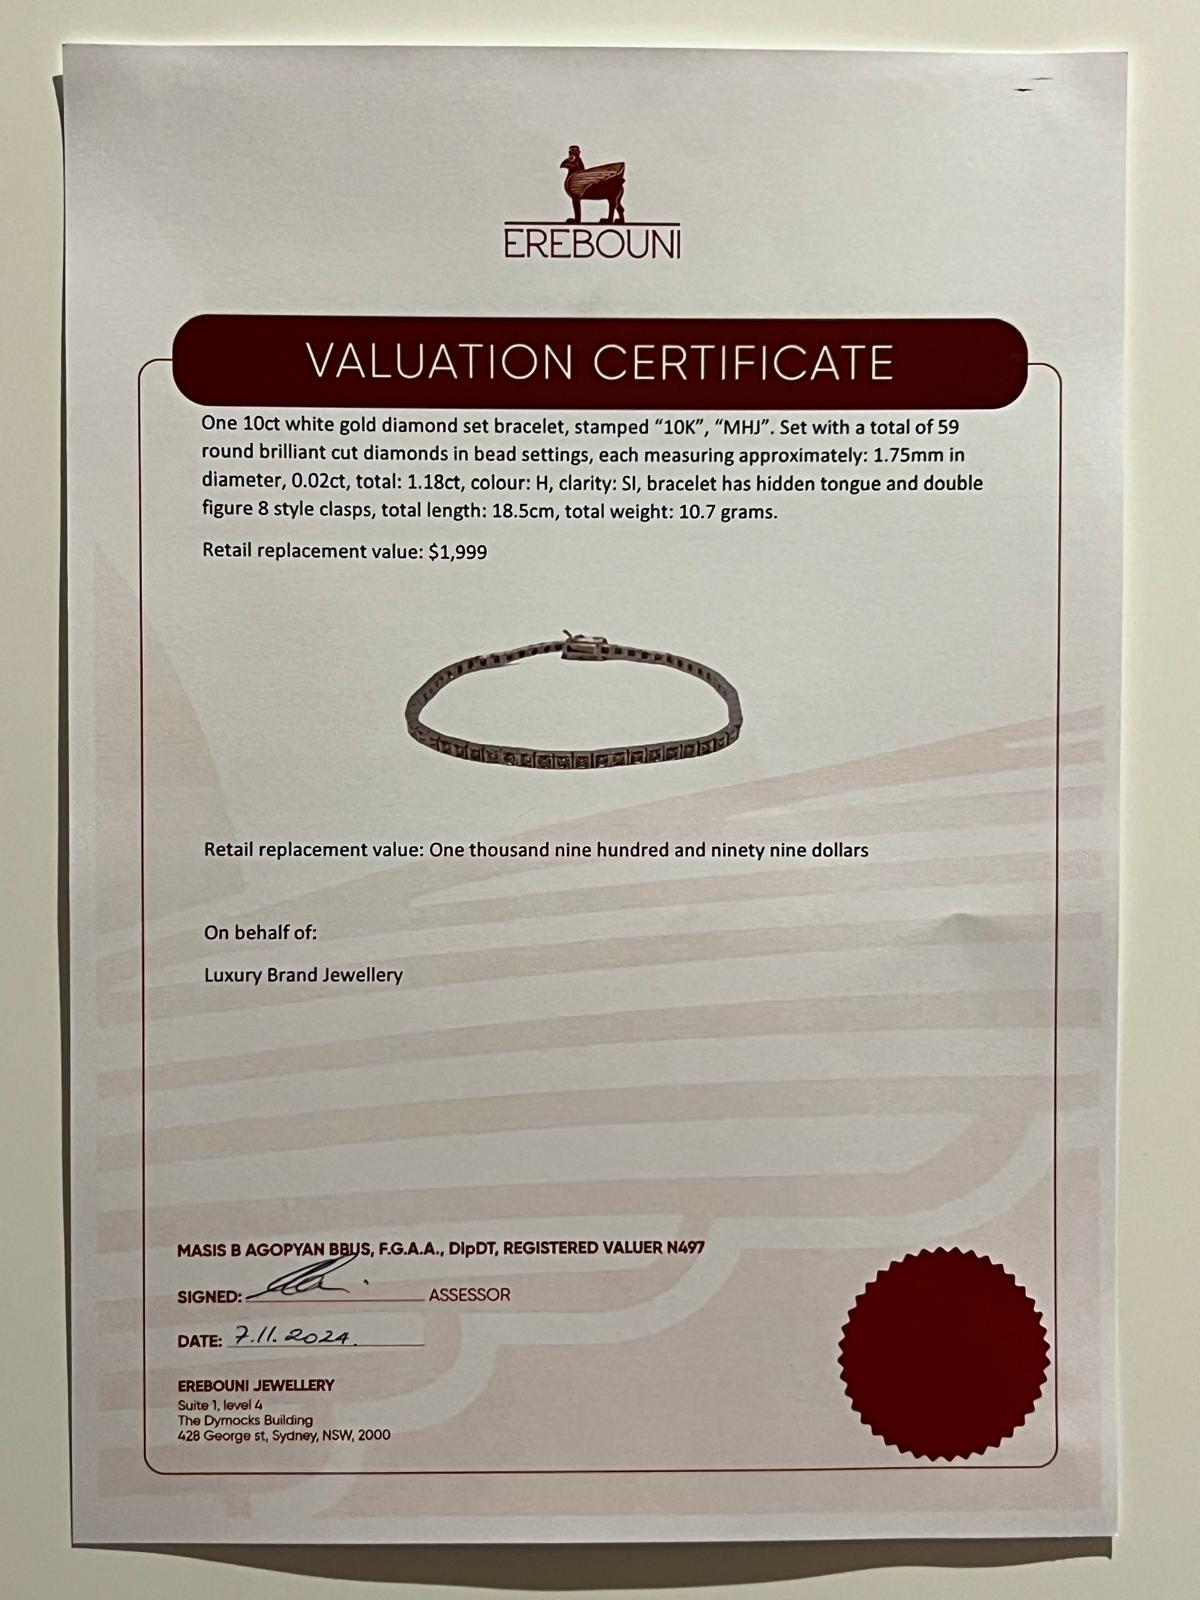 EREBOUNI
VALUATION CERTIFICATE
One 10ct white gold diamond set bracelet, stamped “10K”, “MHJ”. Set with a total of 59
round brilliant cut diamonds in bead settings, each measuring approximately: 1.75mm in
diameter, 0.02ct, total: 1.18ct, colour: H, clarity: SI, bracelet has hidden tongue and double
figure 8 style clasps, total length: 18.5cm, total weight: 10.7 grams.
Retail replacement value: $1,999
Retail replacement value: One thousand nine hundred and ninety nine dollars
On behalf of:
Luxury Brand Jewellery
MASIS B AGOPYAN BBUS, F.G.A.A., DipDT, REGISTERED VALUER N497
SIGNED: ASSESSOR
DATE: 7.11.2024.
EREBOUNI JEWELLERY
Suite 1, level 4
The Dymocks Building
428 George st, Sydney, NSW, 2000